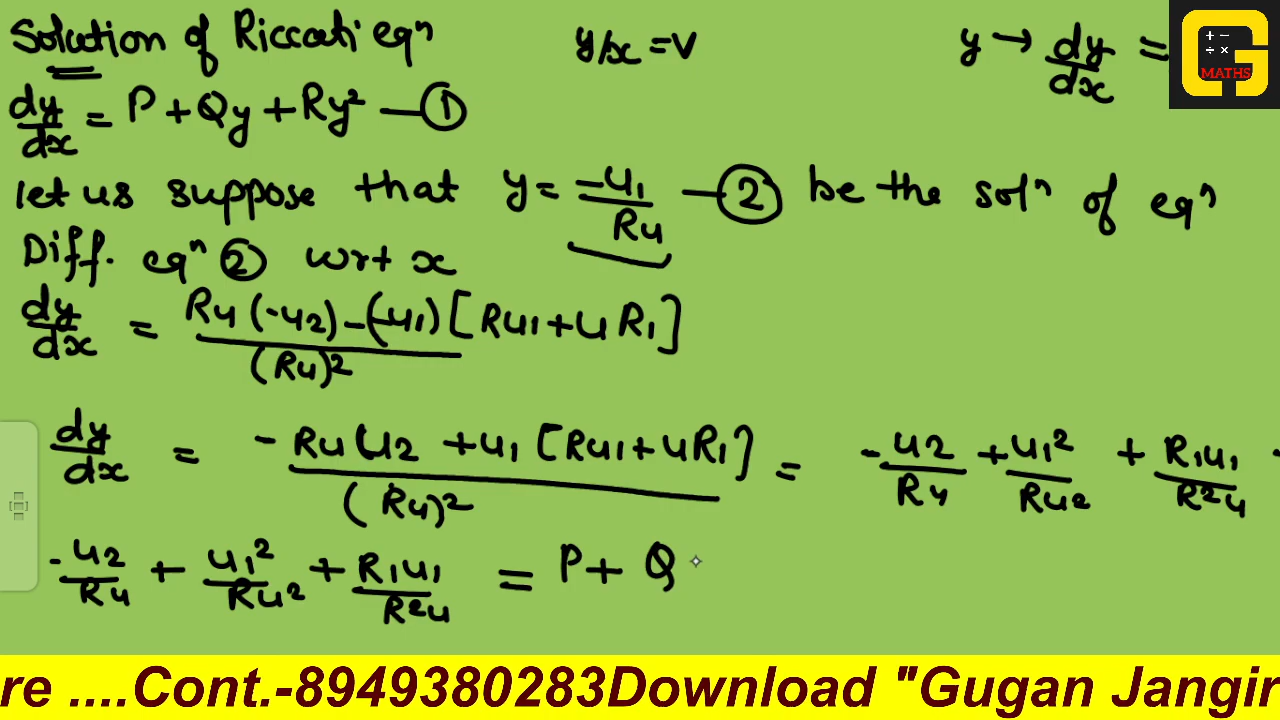 Solution of Riccati eqⁿ y/x = v y → dy/dx =
+ − ÷ × MATHS
dy/dx = P + Qy + Ry² — ①
let us suppose that y = -u₁/Ru — ② be the solⁿ of eqⁿ
Diff. eqⁿ ② wrt x
dy/dx = Ru(-u₂) - (-u₁) [Ru₁ + uR₁] / (Ru)²
dy/dx = - Ru(u₂ + u₁ [Ru₁ + uR₁] / (Ru)² = - u₂/Ru + u₁²/Ru² + R₁u₁/R²u -
- u₂/Ru + u₁²/Ru² + R₁u₁/R²u = P + Q
re ....Cont.-8949380283Download "Gugan Jangir